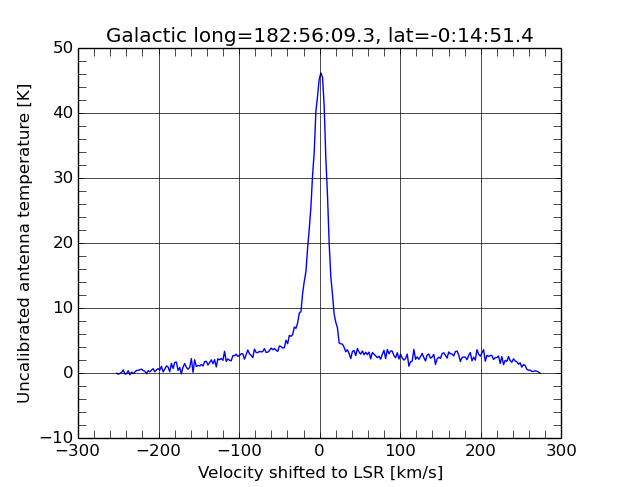 Galactic long=182:56:09.3, lat=-0:14:51.4
Uncalibrated antenna temperature [K]
50
40
30
20
10
0
−10
−300 −200 −100 0 100 200 300
Velocity shifted to LSR [km/s]